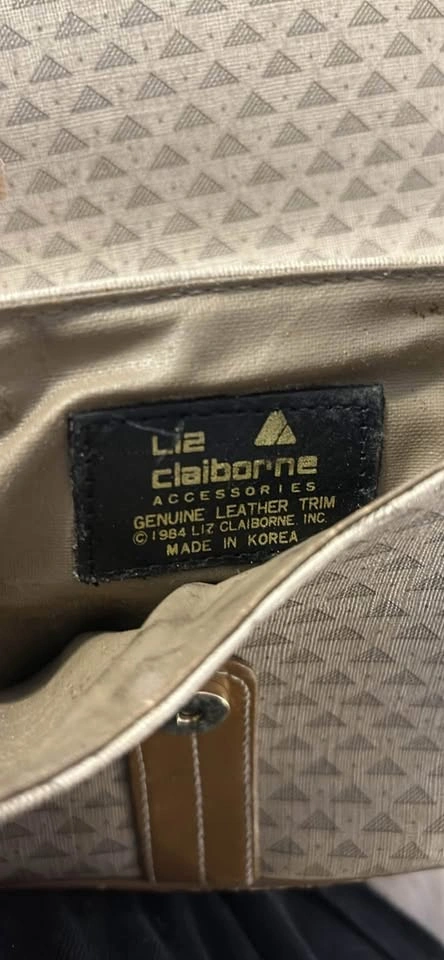 Liz
claiborne
ACCESSORIES
GENUINE LEATHER TRIM
© 1984 LIZ CLAIBORNE, INC.
MADE IN KOREA